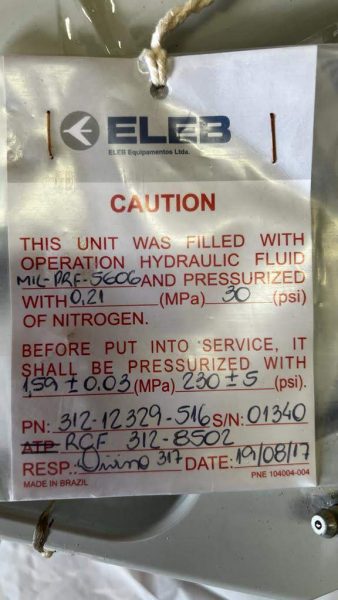 ELEB
ELEB Equipamentos Ltda.
CAUTION
THIS UNIT WAS FILLED WITH
OPERATION HYDRAULIC FLUID
MIL-PRF-5606 AND PRESSURIZED
WITH 0,21 (MPa) 30 (psi)
OF NITROGEN.
BEFORE PUT INTO SERVICE, IT
SHALL BE PRESSURIZED WITH
1,59 ± 0.03 (MPa) 230 ± 5 (psi).
PN: 312-12329-516 S/N: 01340
ATP: RCF 312-8502
RESP.: 317 DATE: 19/08/17
MADE IN BRAZIL PNE 104004-004